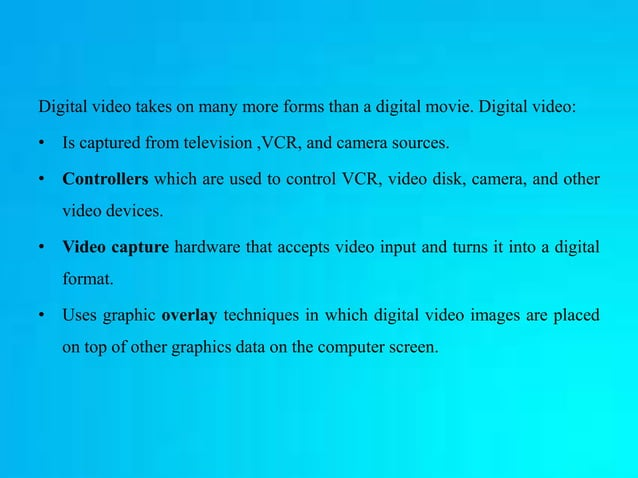 Digital video takes on many more forms than a digital movie. Digital video:
• Is captured from television ,VCR, and camera sources.
• Controllers which are used to control VCR, video disk, camera, and other
video devices.
• Video capture hardware that accepts video input and turns it into a digital
format.
• Uses graphic overlay techniques in which digital video images are placed
on top of other graphics data on the computer screen.